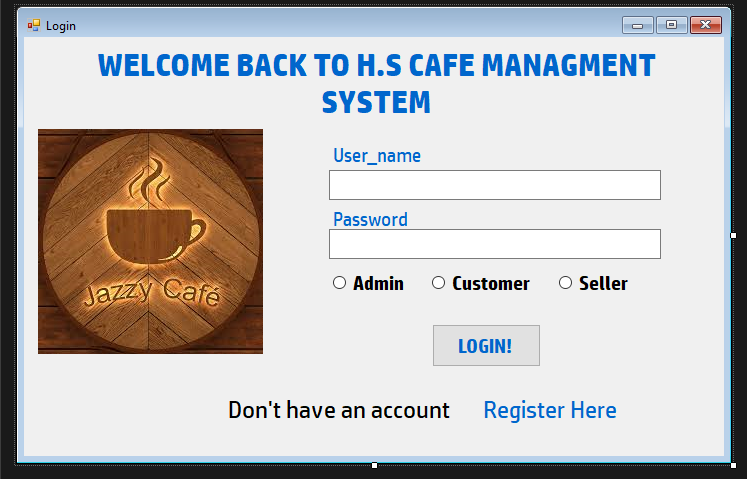 Login
WELCOME BACK TO H.S CAFE MANAGMENT
SYSTEM
User_name
Password
Jazzy Café
Admin Customer Seller
LOGIN!
Don't have an account Register Here